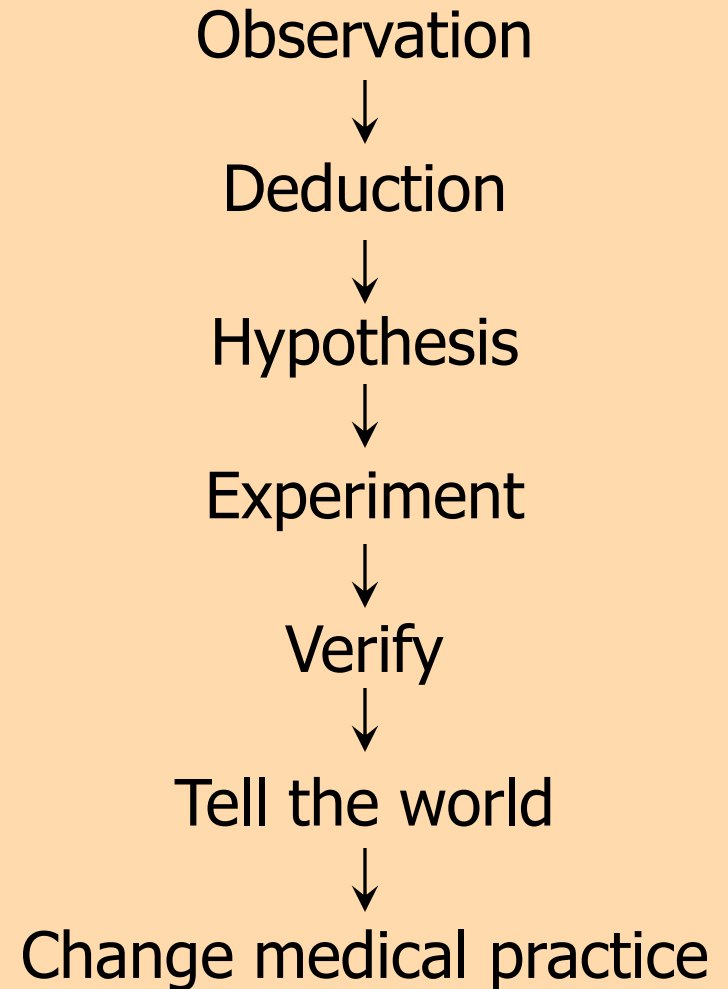 Observation
Deduction
Hypothesis
Experiment
Verify
Tell the world
Change medical practice